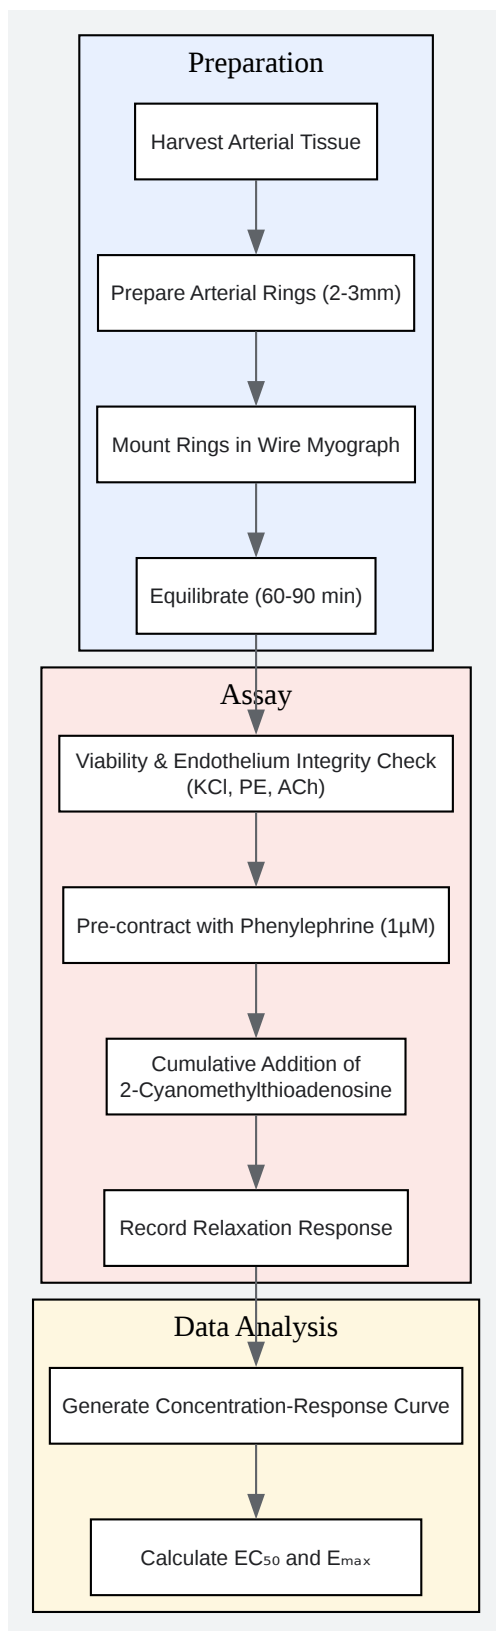 Preparation
Harvest Arterial Tissue
Prepare Arterial Rings (2-3mm)
Mount Rings in Wire Myograph
Equilibrate (60-90 min)
Assay
Viability & Endothelium Integrity Check
(KCl, PE, ACh)
Pre-contract with Phenylephrine (1µM)
Cumulative Addition of
2-Cyanomethylthioadenosine
Record Relaxation Response
Data Analysis
Generate Concentration-Response Curve
Calculate EC₅₀ and Eₘₐₓ